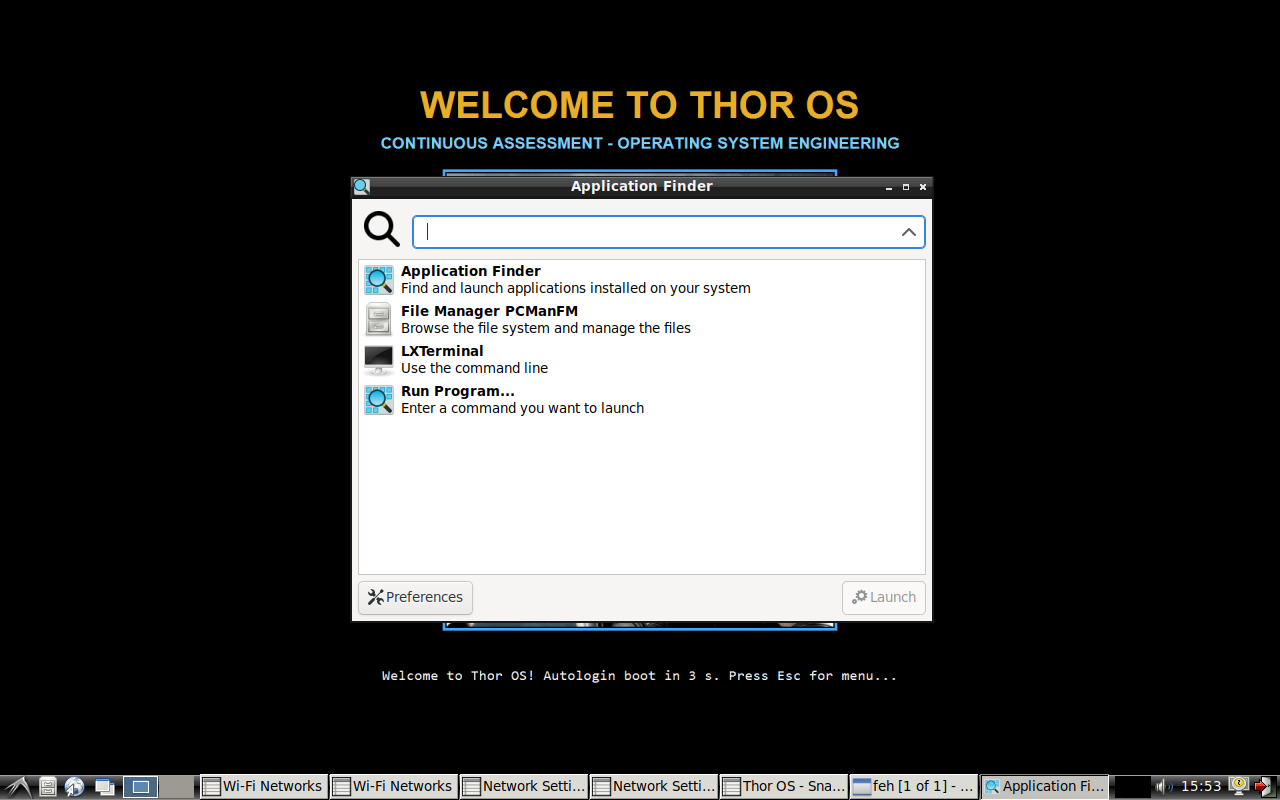 WELCOME TO THOR OS
CONTINUOUS ASSESSMENT - OPERATING SYSTEM ENGINEERING
Application Finder
Application Finder
Find and launch applications installed on your system
File Manager PCManFM
Browse the file system and manage the files
LXTerminal
Use the command line
Run Program...
Enter a command you want to launch
Preferences
Launch
Welcome to Thor OS! Autologin boot in 3 s. Press Esc for menu...
Wi-Fi Networks
Wi-Fi Networks
Network Setti...
Network Setti...
Thor OS - Sna...
feh [1 of 1] - ...
Application Fi...
15:53